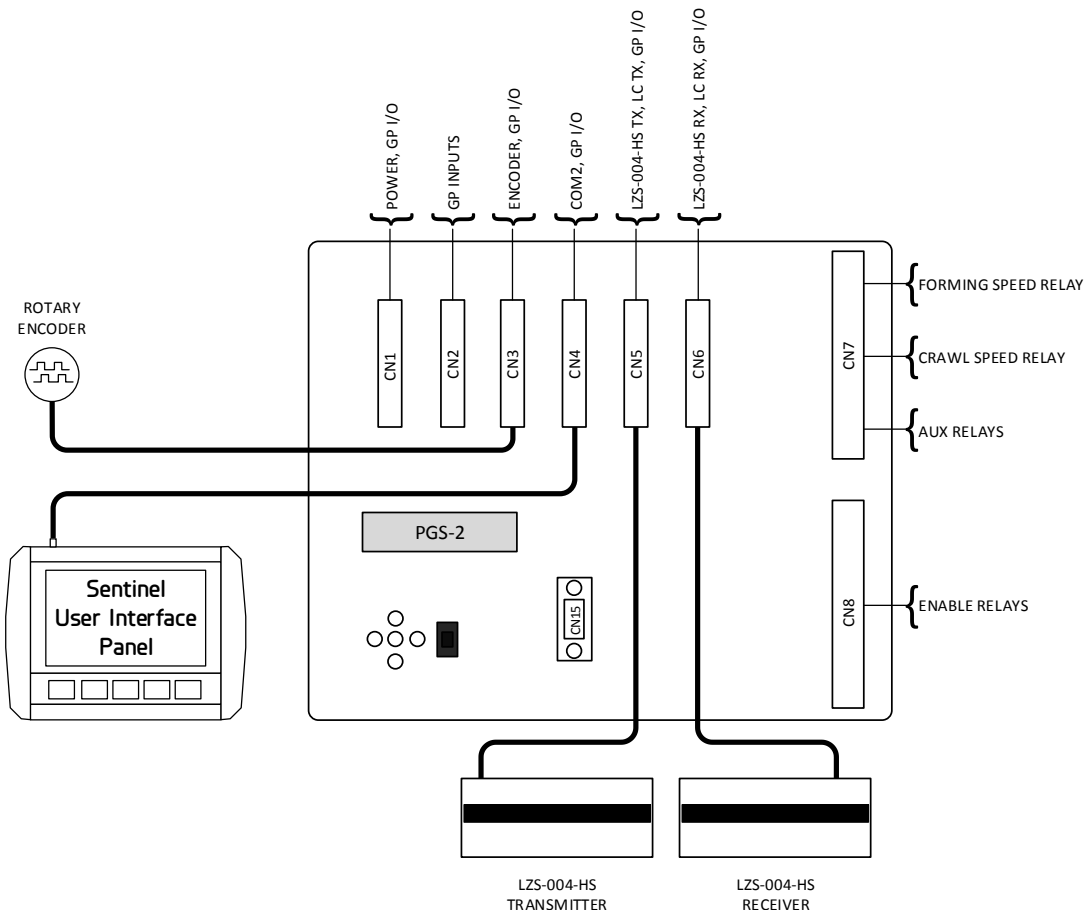 POWER, GP I/O
GP INPUTS
ENCODER, GP I/O
COM2, GP I/O
LZS-004-HS TX, LC TX, GP I/O
LZS-004-HS RX, LC RX, GP I/O
ROTARY
ENCODER
CN1
CN2
CN3
CN4
CN5
CN6
CN7
FORMING SPEED RELAY
CRAWL SPEED RELAY
AUX RELAYS
PGS-2
Sentinel
User Interface
Panel
CN15
CN8
ENABLE RELAYS
LZS-004-HS
TRANSMITTER
LZS-004-HS
RECEIVER